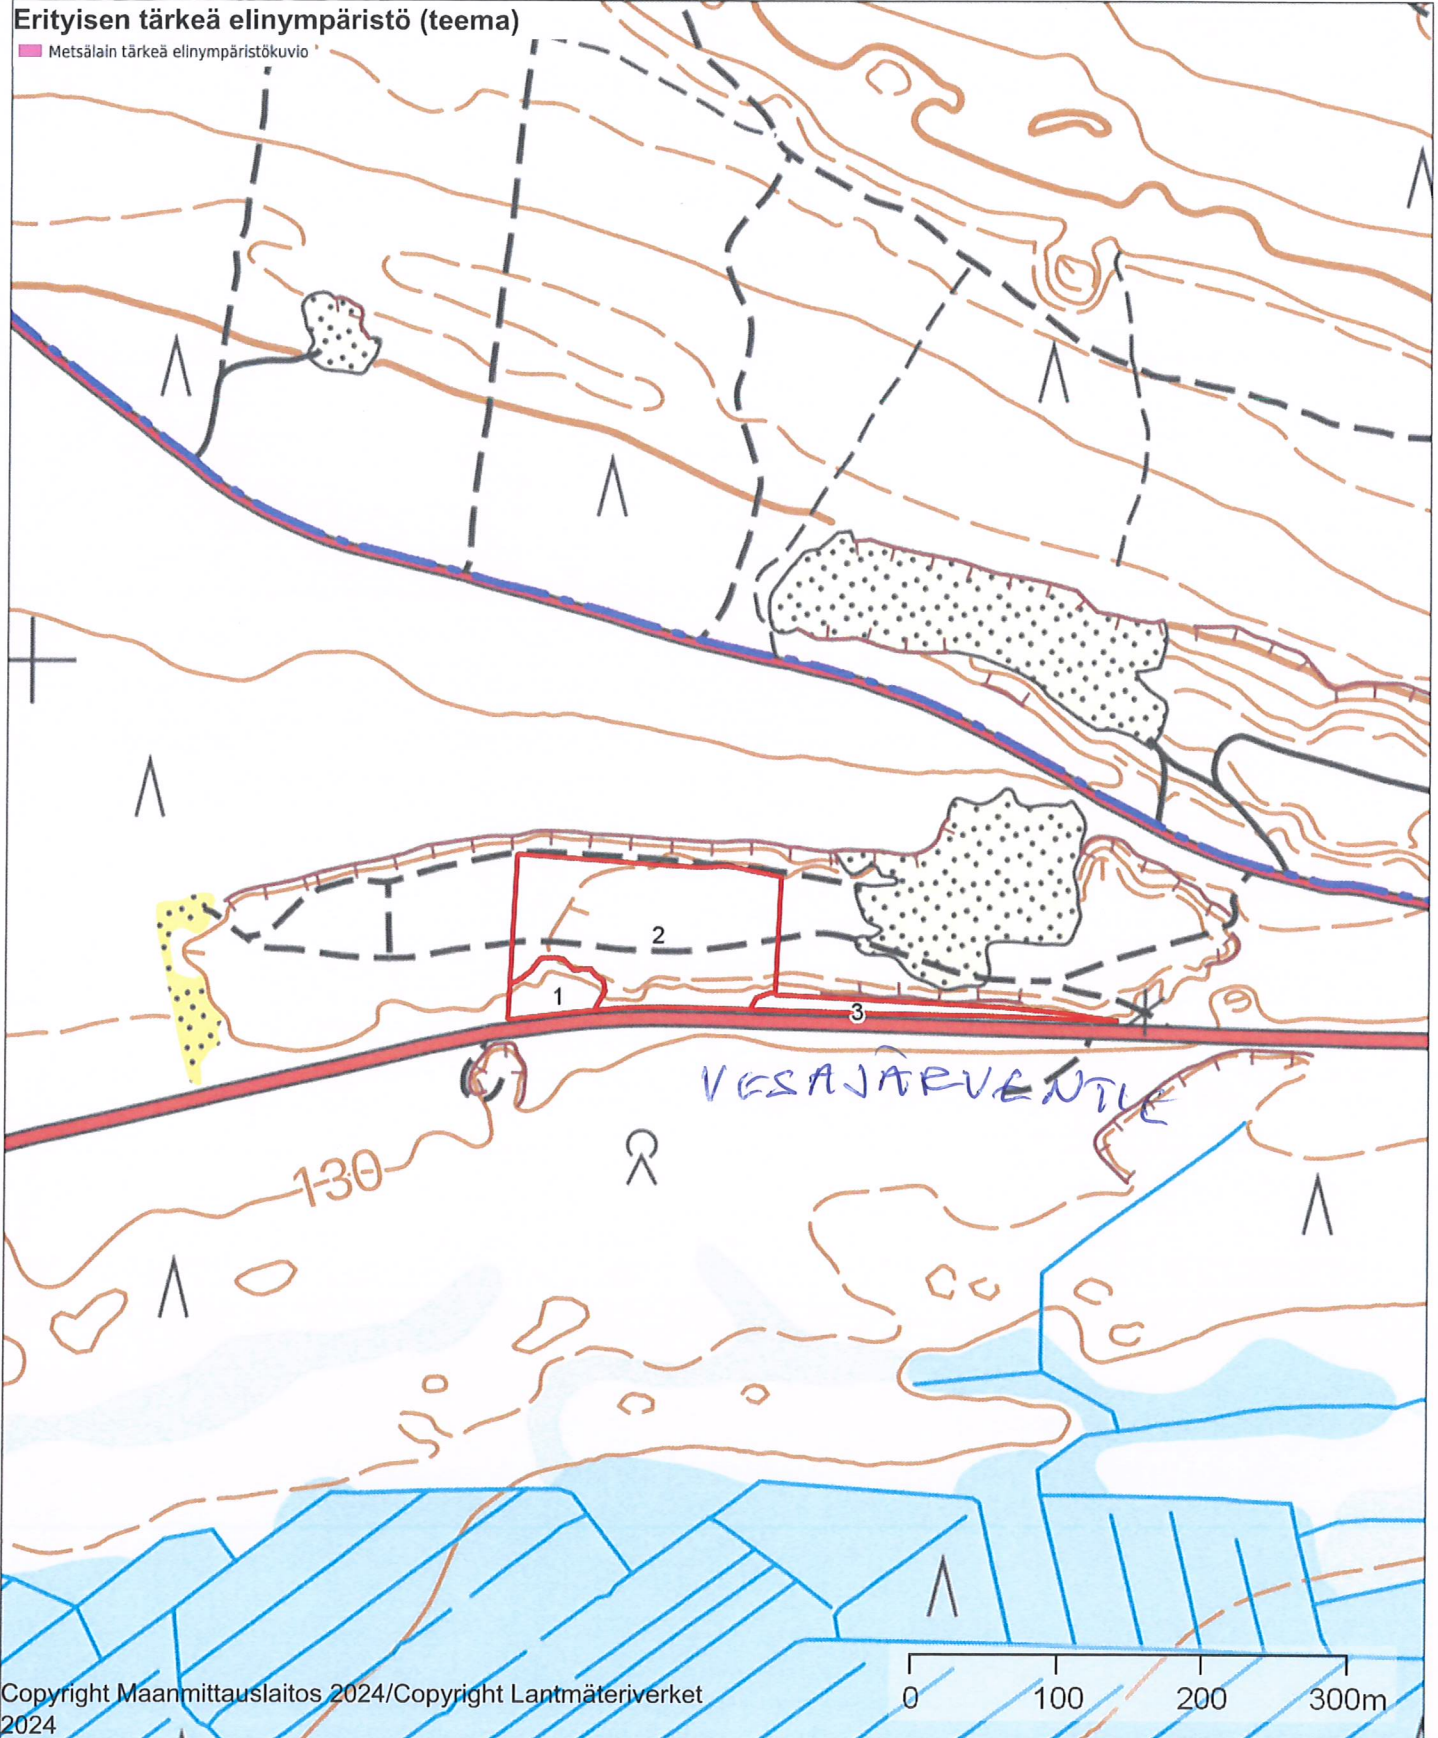 Erityisen tärkeä elinympäristö (teema)
Metsälain tärkeä elinympäristökuvio
2
1
3
VESAJÄRVENTIE
130
0 100 200 300m
Copyright Maanmittauslaitos 2024/Copyright Lantmäteriverket
2024